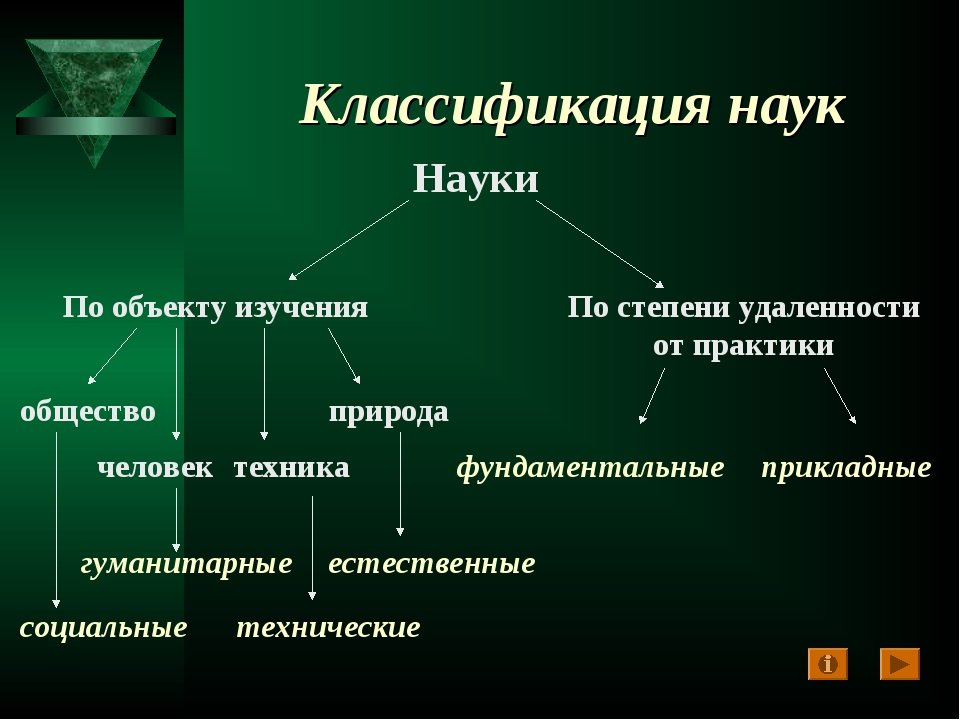 Классификация наук
Науки
По объекту изучения
По степени удаленности
от практики
общество
природа
человек
техника
фундаментальные
прикладные
гуманитарные
естественные
социальные
технические